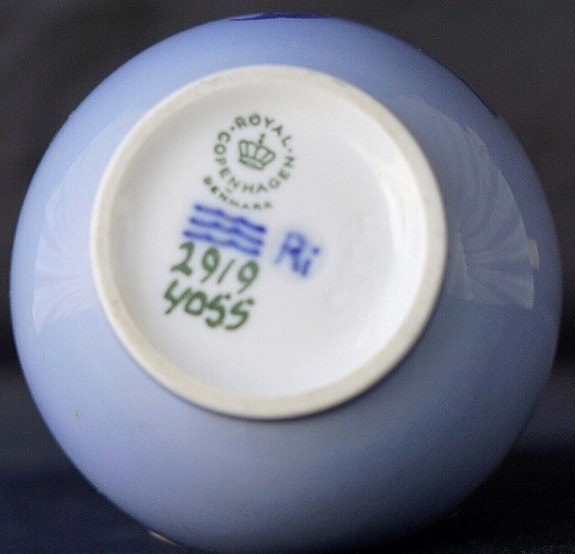 ROYAL
COPENHAGEN
DENMARK
Ri
2919
4055